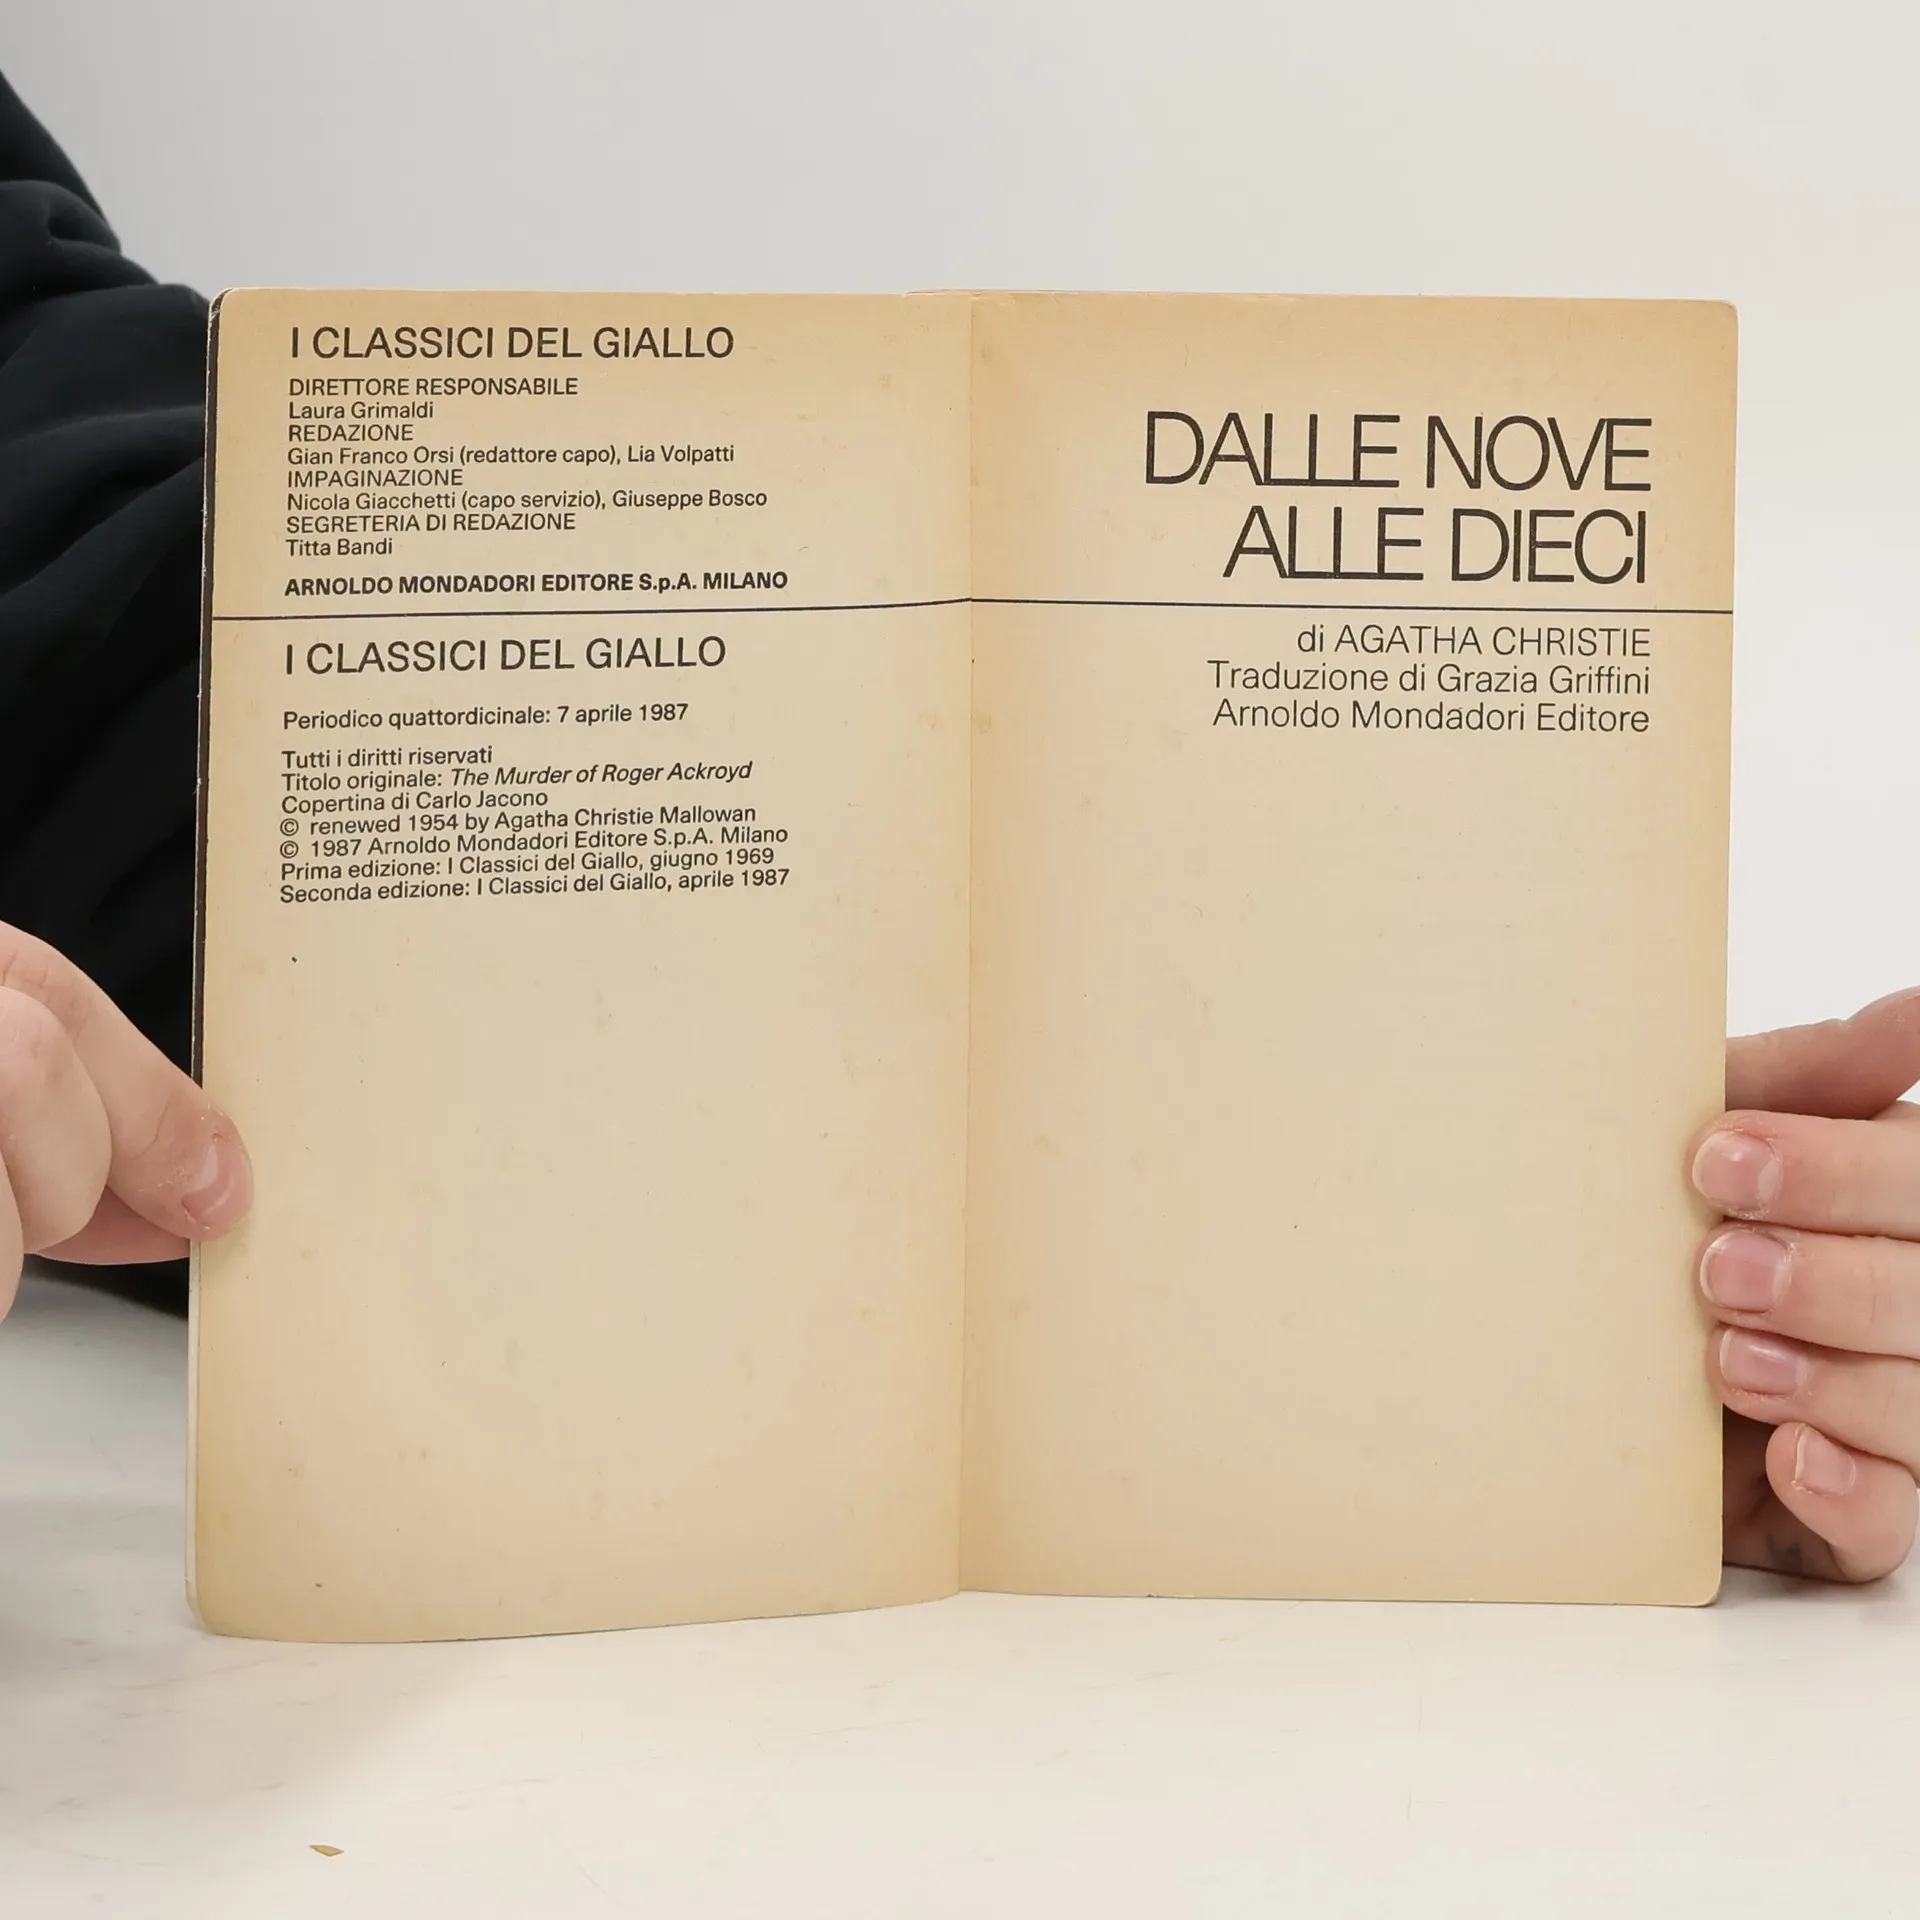 I CLASSICI DEL GIALLO
DIRETTORE RESPONSABILE
Laura Grimaldi
REDAZIONE
Gian Franco Orsi (redattore capo), Lia Volpatti
IMPAGINAZIONE
Nicola Giacchetti (capo servizio), Giuseppe Bosco
SEGRETERIA DI REDAZIONE
Titta Bandi
ARNOLDO MONDADORI EDITORE S.p.A. MILANO
I CLASSICI DEL GIALLO
Periodico quattordicinale: 7 aprile 1987
Tutti i diritti riservati
Titolo originale: The Murder of Roger Ackroyd
Copertina di Carlo Jacono
© renewed 1954 by Agatha Christie Mallowan
© 1987 Arnoldo Mondadori Editore S.p.A. Milano
Prima edizione: I Classici del Giallo, giugno 1969
Seconda edizione: I Classici del Giallo, aprile 1987
DALLE NOVE
ALLE DIECI
di AGATHA CHRISTIE
Traduzione di Grazia Griffini
Arnoldo Mondadori Editore